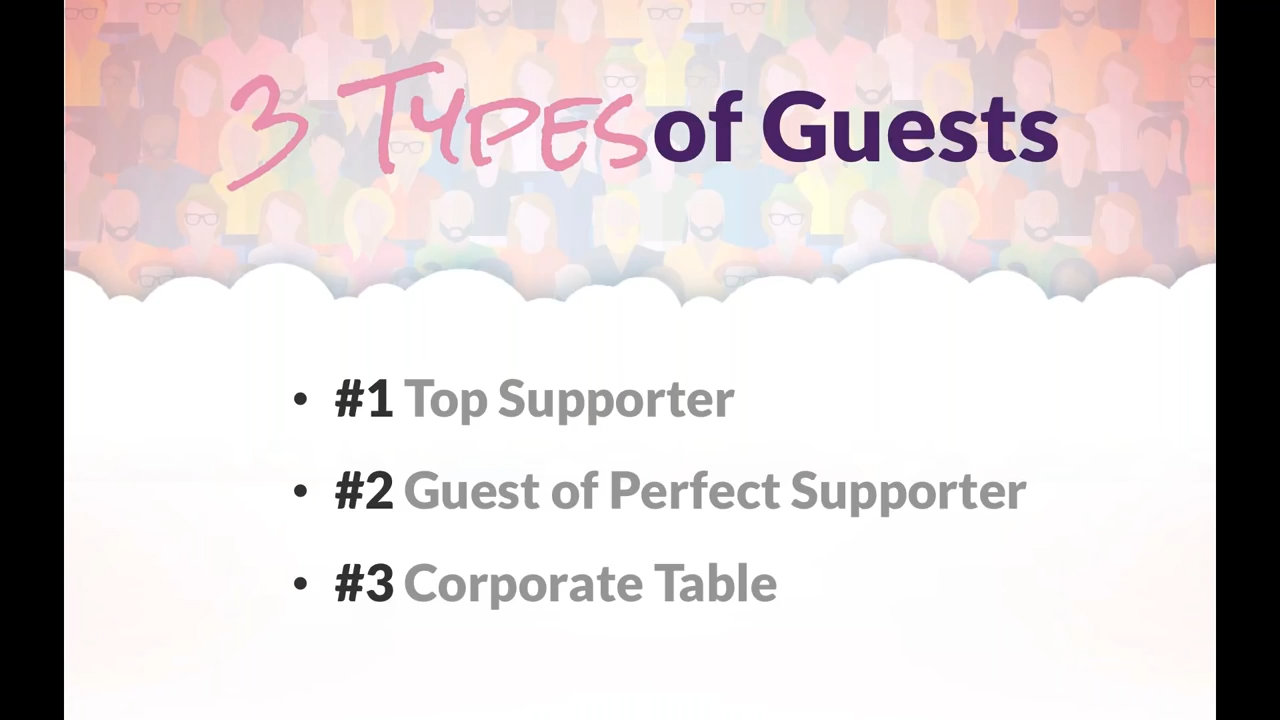 3 TYPES of Guests
• #1 Top Supporter
• #2 Guest of Perfect Supporter
• #3 Corporate Table